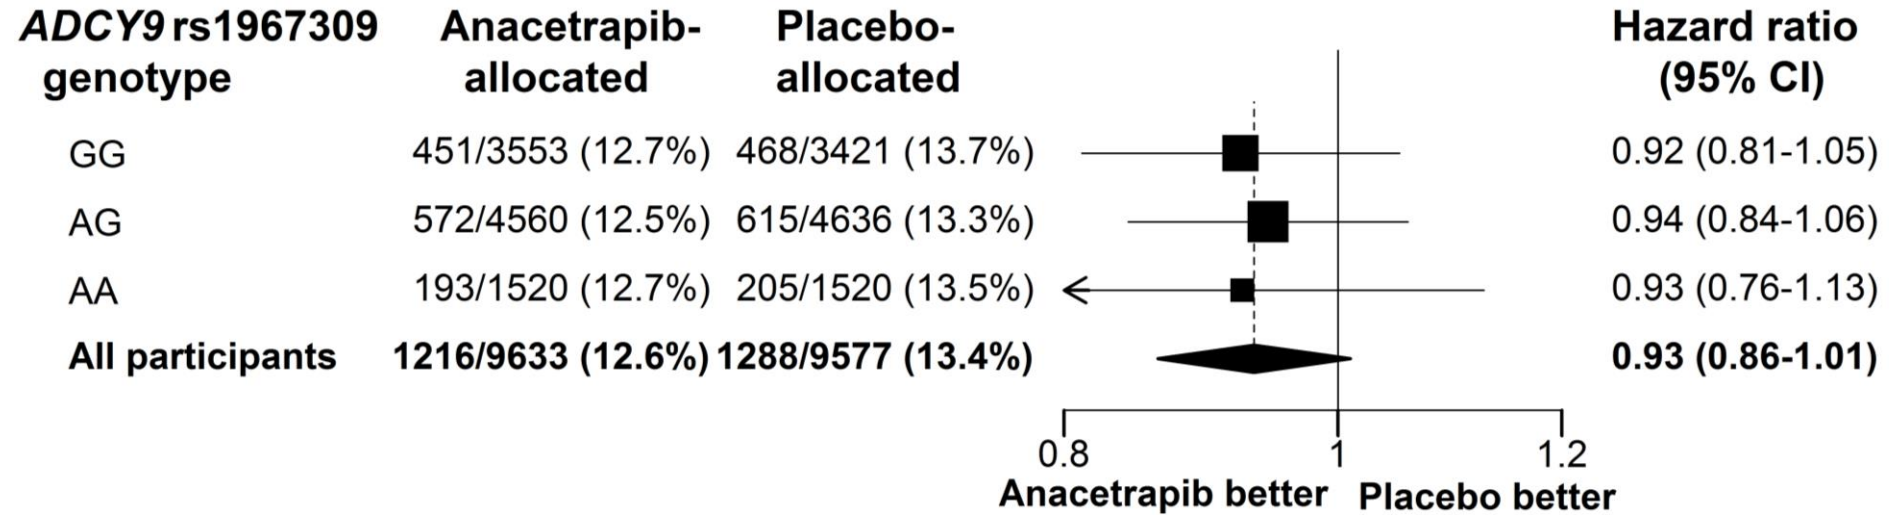 ADCY9 rs1967309 Anacetrapib- Placebo- Hazard ratio
genotype allocated allocated (95% CI)
GG 451/3553 (12.7%) 468/3421 (13.7%) 0.92 (0.81-1.05)
AG 572/4560 (12.5%) 615/4636 (13.3%) 0.94 (0.84-1.06)
AA 193/1520 (12.7%) 205/1520 (13.5%) 0.93 (0.76-1.13)
All participants 1216/9633 (12.6%) 1288/9577 (13.4%) 0.93 (0.86-1.01)
0.8 1 1.2
Anacetrapib better Placebo better